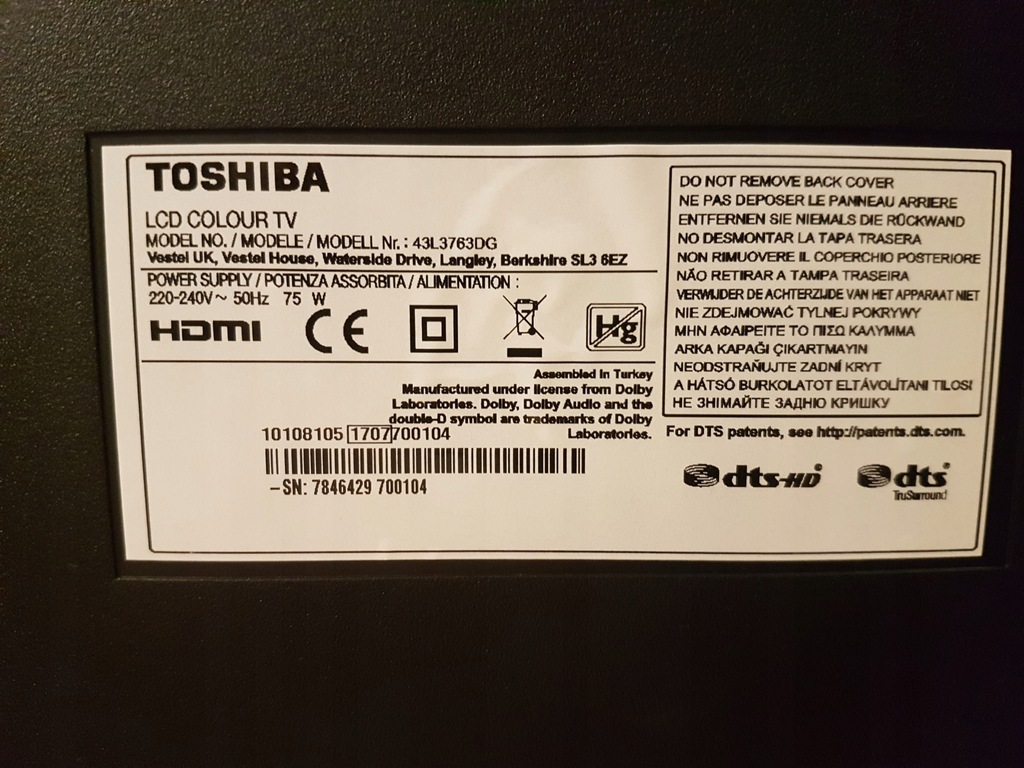 TOSHIBA
LCD COLOUR TV
MODEL NO. / MODELE / MODELL Nr. : 43L3763DG
Vestel UK, Vestel House, Waterside Drive, Langley, Berkshire SL3 6EZ
POWER SUPPLY / POTENZA ASSORBITA / ALIMENTATION :
220-240V ~ 50Hz 75 W
HDMI CE Hg
Assembled in Turkey
Manufactured under license from Dolby
Laboratories. Dolby, Dolby Audio and the
double-D symbol are trademarks of Dolby
Laboratories.
10108105 1707 700104
-SN: 7846429 700104
DO NOT REMOVE BACK COVER
NE PAS DEPOSER LE PANNEAU ARRIERE
ENTFERNEN SIE NIEMALS DIE RÜCKWAND
NO DESMONTAR LA TAPA TRASERA
NON RIMUOVERE IL COPERCHIO POSTERIORE
NÃO RETIRAR A TAMPA TRASEIRA
VERWIJDER DE ACHTERZIJDE VAN HET APPARAAT NIET
NIE ZDEJMOWAĆ TYLNEJ POKRYWY
ΜΗΝ ΑΦΑΙΡΕΙΤΕ ΤΟ ΠΙΣΩ ΚΑΛΥΜΜΑ
ARKA KAPAĞI ÇIKARTMAYIN
NEODSTRAŇUJTE ZADNÍ KRYT
A HÁTSÓ BURKOLATOT ELTÁVOLÍTANI TILOS!
НЕ ЗНІМАЙТЕ ЗАДНЮ КРИШКУ
For DTS patents, see http://patents.dts.com.
dts-HD®
dts® TruSurround